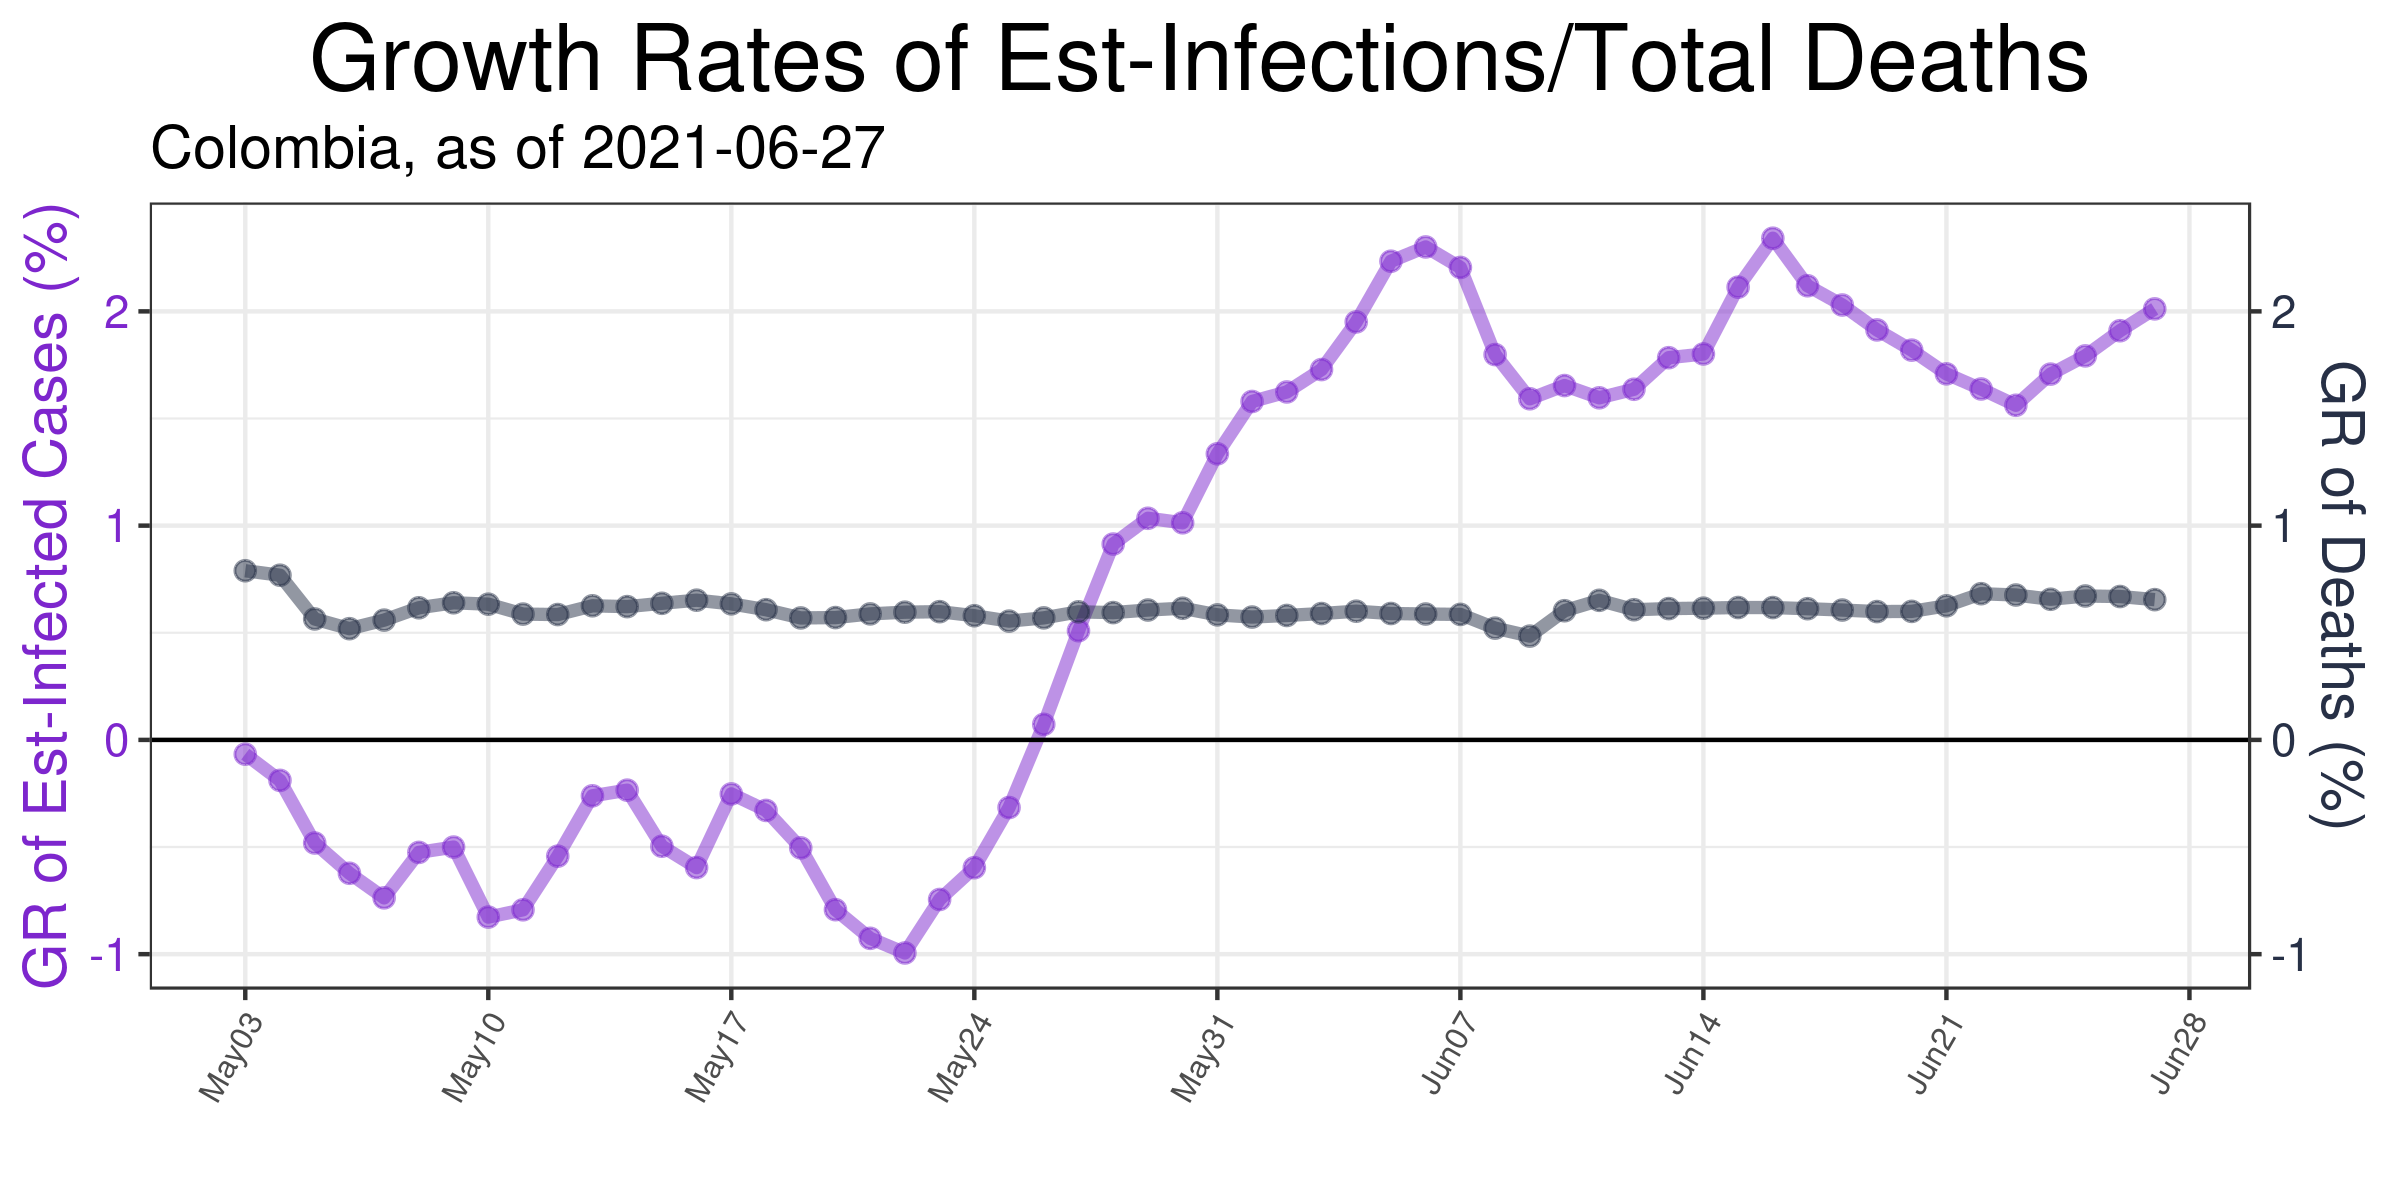 Growth Rates of Est-Infections/Total Deaths
Colombia, as of 2021-06-27
GR of Est-Infected Cases (%)
2
1
0
-1
2
1
0
-1
GR of Deaths (%)
May03
May10
May17
May24
May31
Jun07
Jun14
Jun21
Jun28